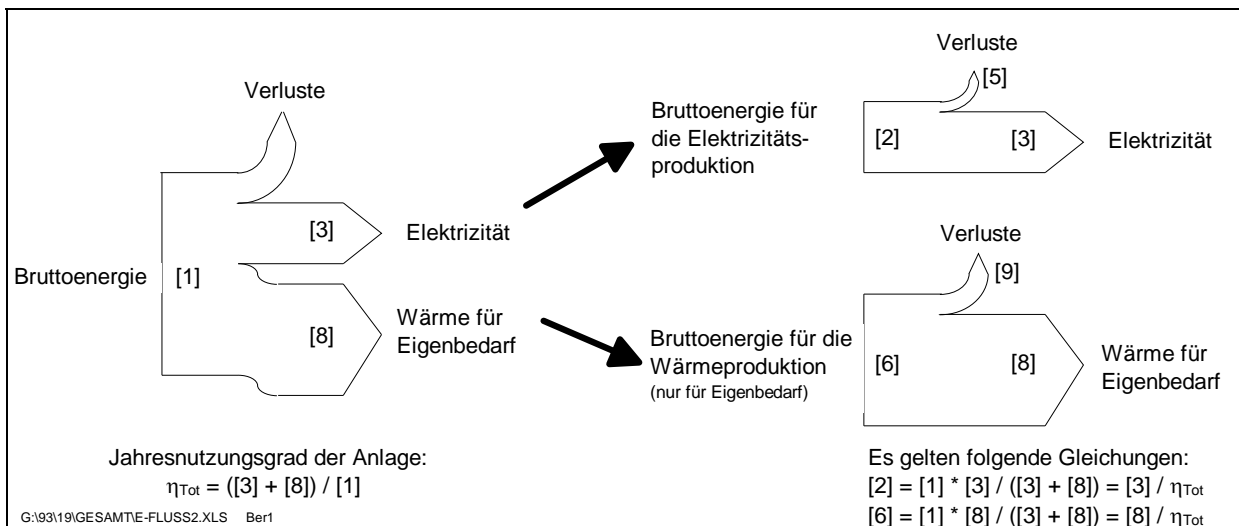 Verluste
[3]
Elektrizität
Bruttoenergie [1]
[8]
Wärme für
Eigenbedarf
Jahresnutzungsgrad der Anlage:
ηTot = ([3] + [8]) / [1]
G:\93\19\GESAMT\E-FLUSS2.XLS Ber1
Bruttoenergie für
die Elektrizitäts-
produktion
Verluste
[5]
[2]
[3]
Elektrizität
Bruttoenergie für die
Wärmeproduktion
(nur für Eigenbedarf)
Verluste
[9]
[6]
[8]
Wärme für
Eigenbedarf
Es gelten folgende Gleichungen:
[2] = [1] * [3] / ([3] + [8]) = [3] / ηTot
[6] = [1] * [8] / ([3] + [8]) = [8] / ηTot